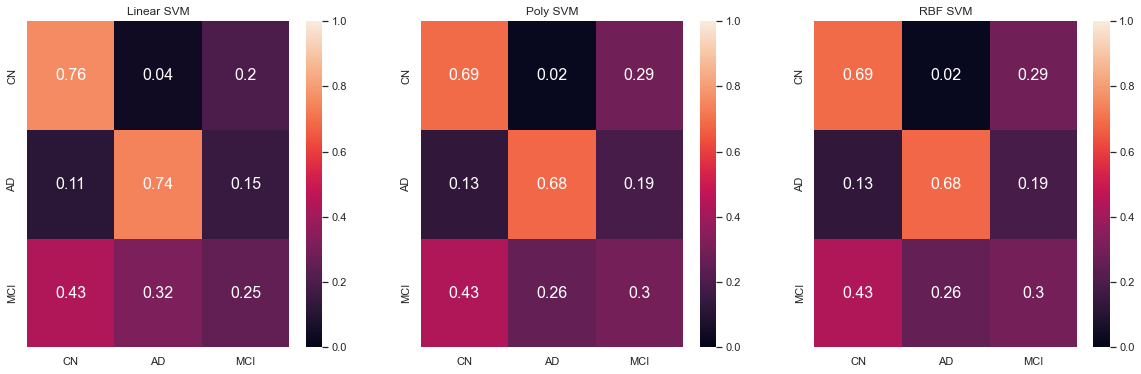 Linear SVM
CN
AD
MCI
0.76 0.04 0.2
0.11 0.74 0.15
0.43 0.32 0.25
CN AD MCI
1.0
0.8
0.6
0.4
0.2
0.0
Poly SVM
CN
AD
MCI
0.69 0.02 0.29
0.13 0.68 0.19
0.43 0.26 0.3
CN AD MCI
1.0
0.8
0.6
0.4
0.2
0.0
RBF SVM
CN
AD
MCI
0.69 0.02 0.29
0.13 0.68 0.19
0.43 0.26 0.3
CN AD MCI
1.0
0.8
0.6
0.4
0.2
0.0